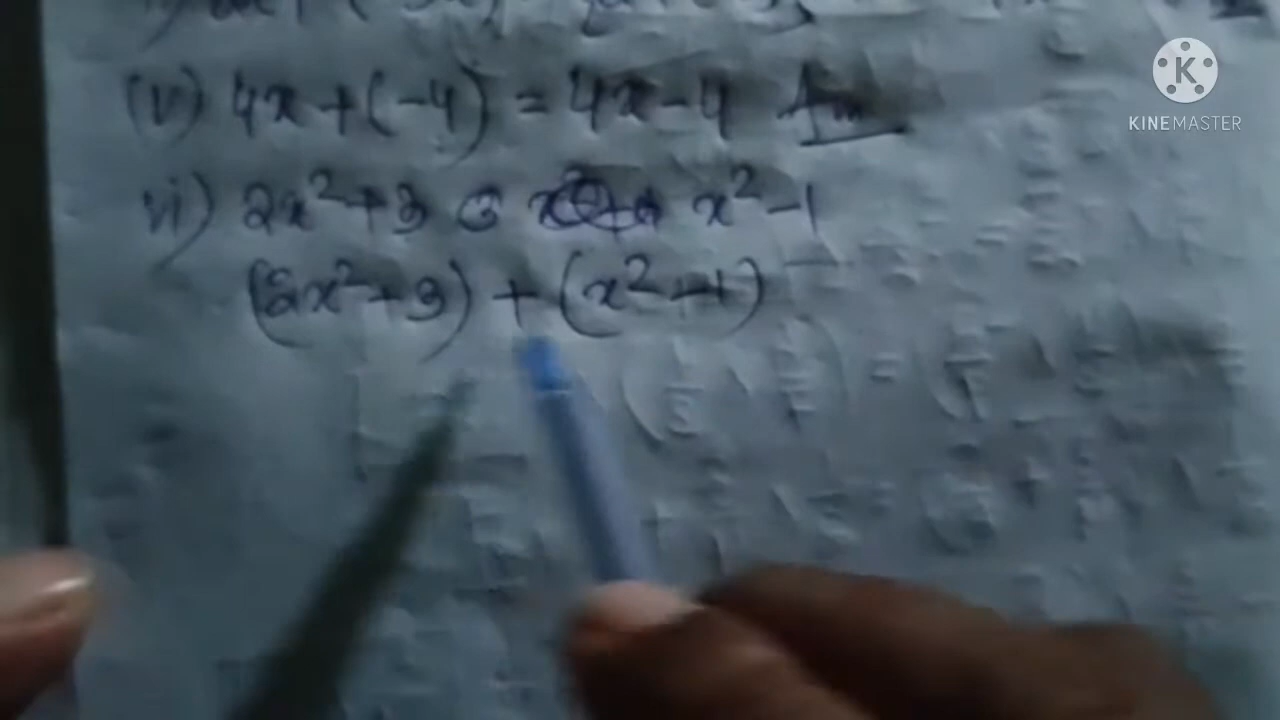 (v) 4x+(-4) = 4x-4 Ans
vi) 2x²+3 x²-1
(2x²+3) + (x²-1)
KINEMASTER